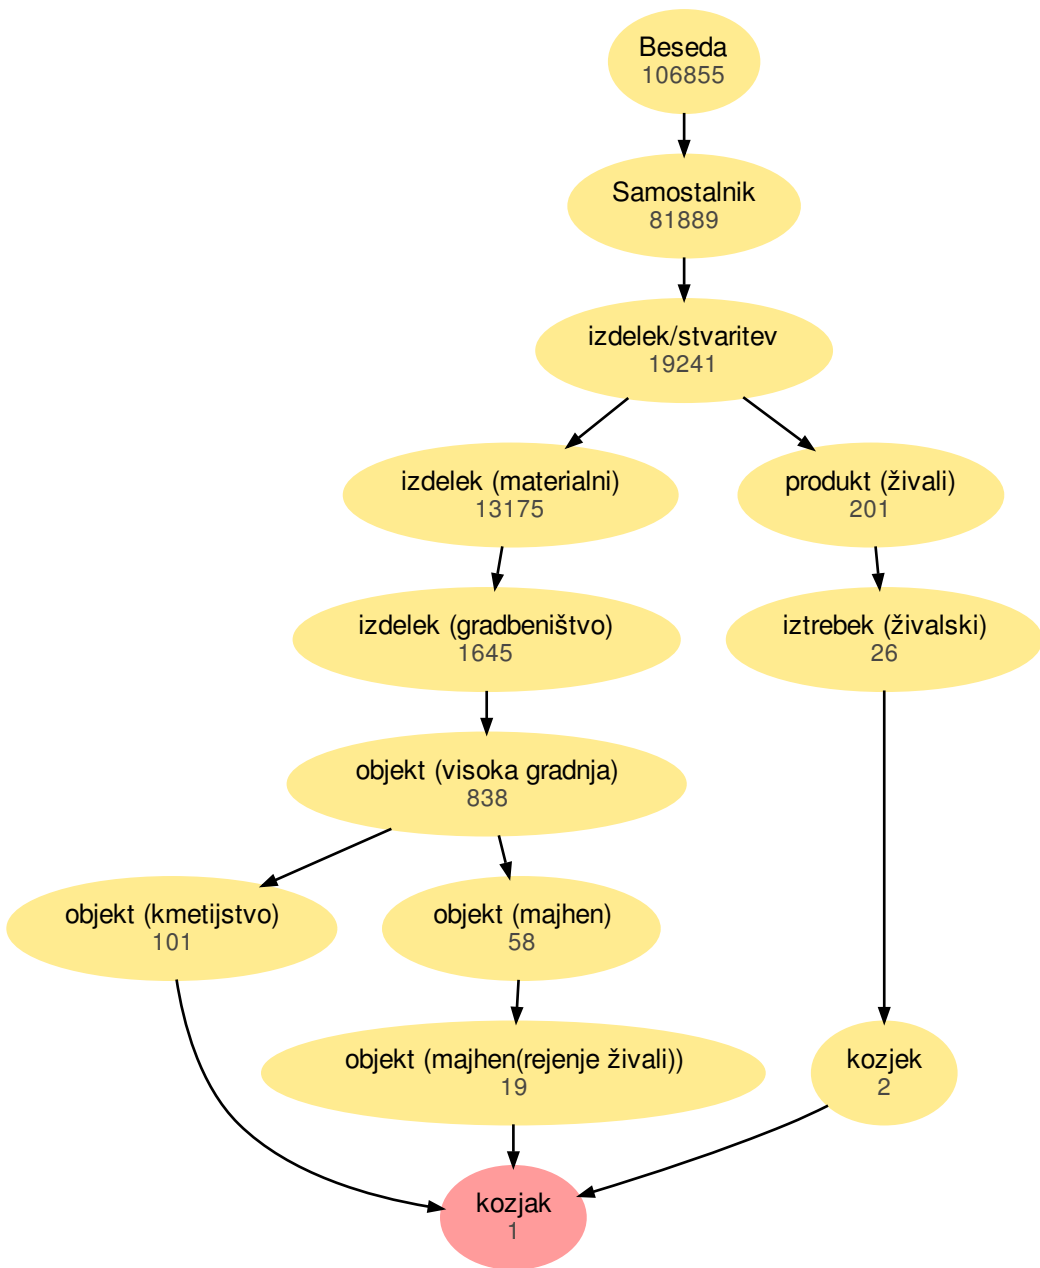 Beseda
106855
Samostalnik
81889
izdelek/stvaritev
19241
izdelek (materialni)
13175
produkt (živali)
201
izdelek (gradbeništvo)
1645
iztrebek (živalski)
26
objekt (visoka gradnja)
838
objekt (kmetijstvo)
101
objekt (majhen)
58
objekt (majhen(rejenje živali))
19
kozjek
2
kozjak
1